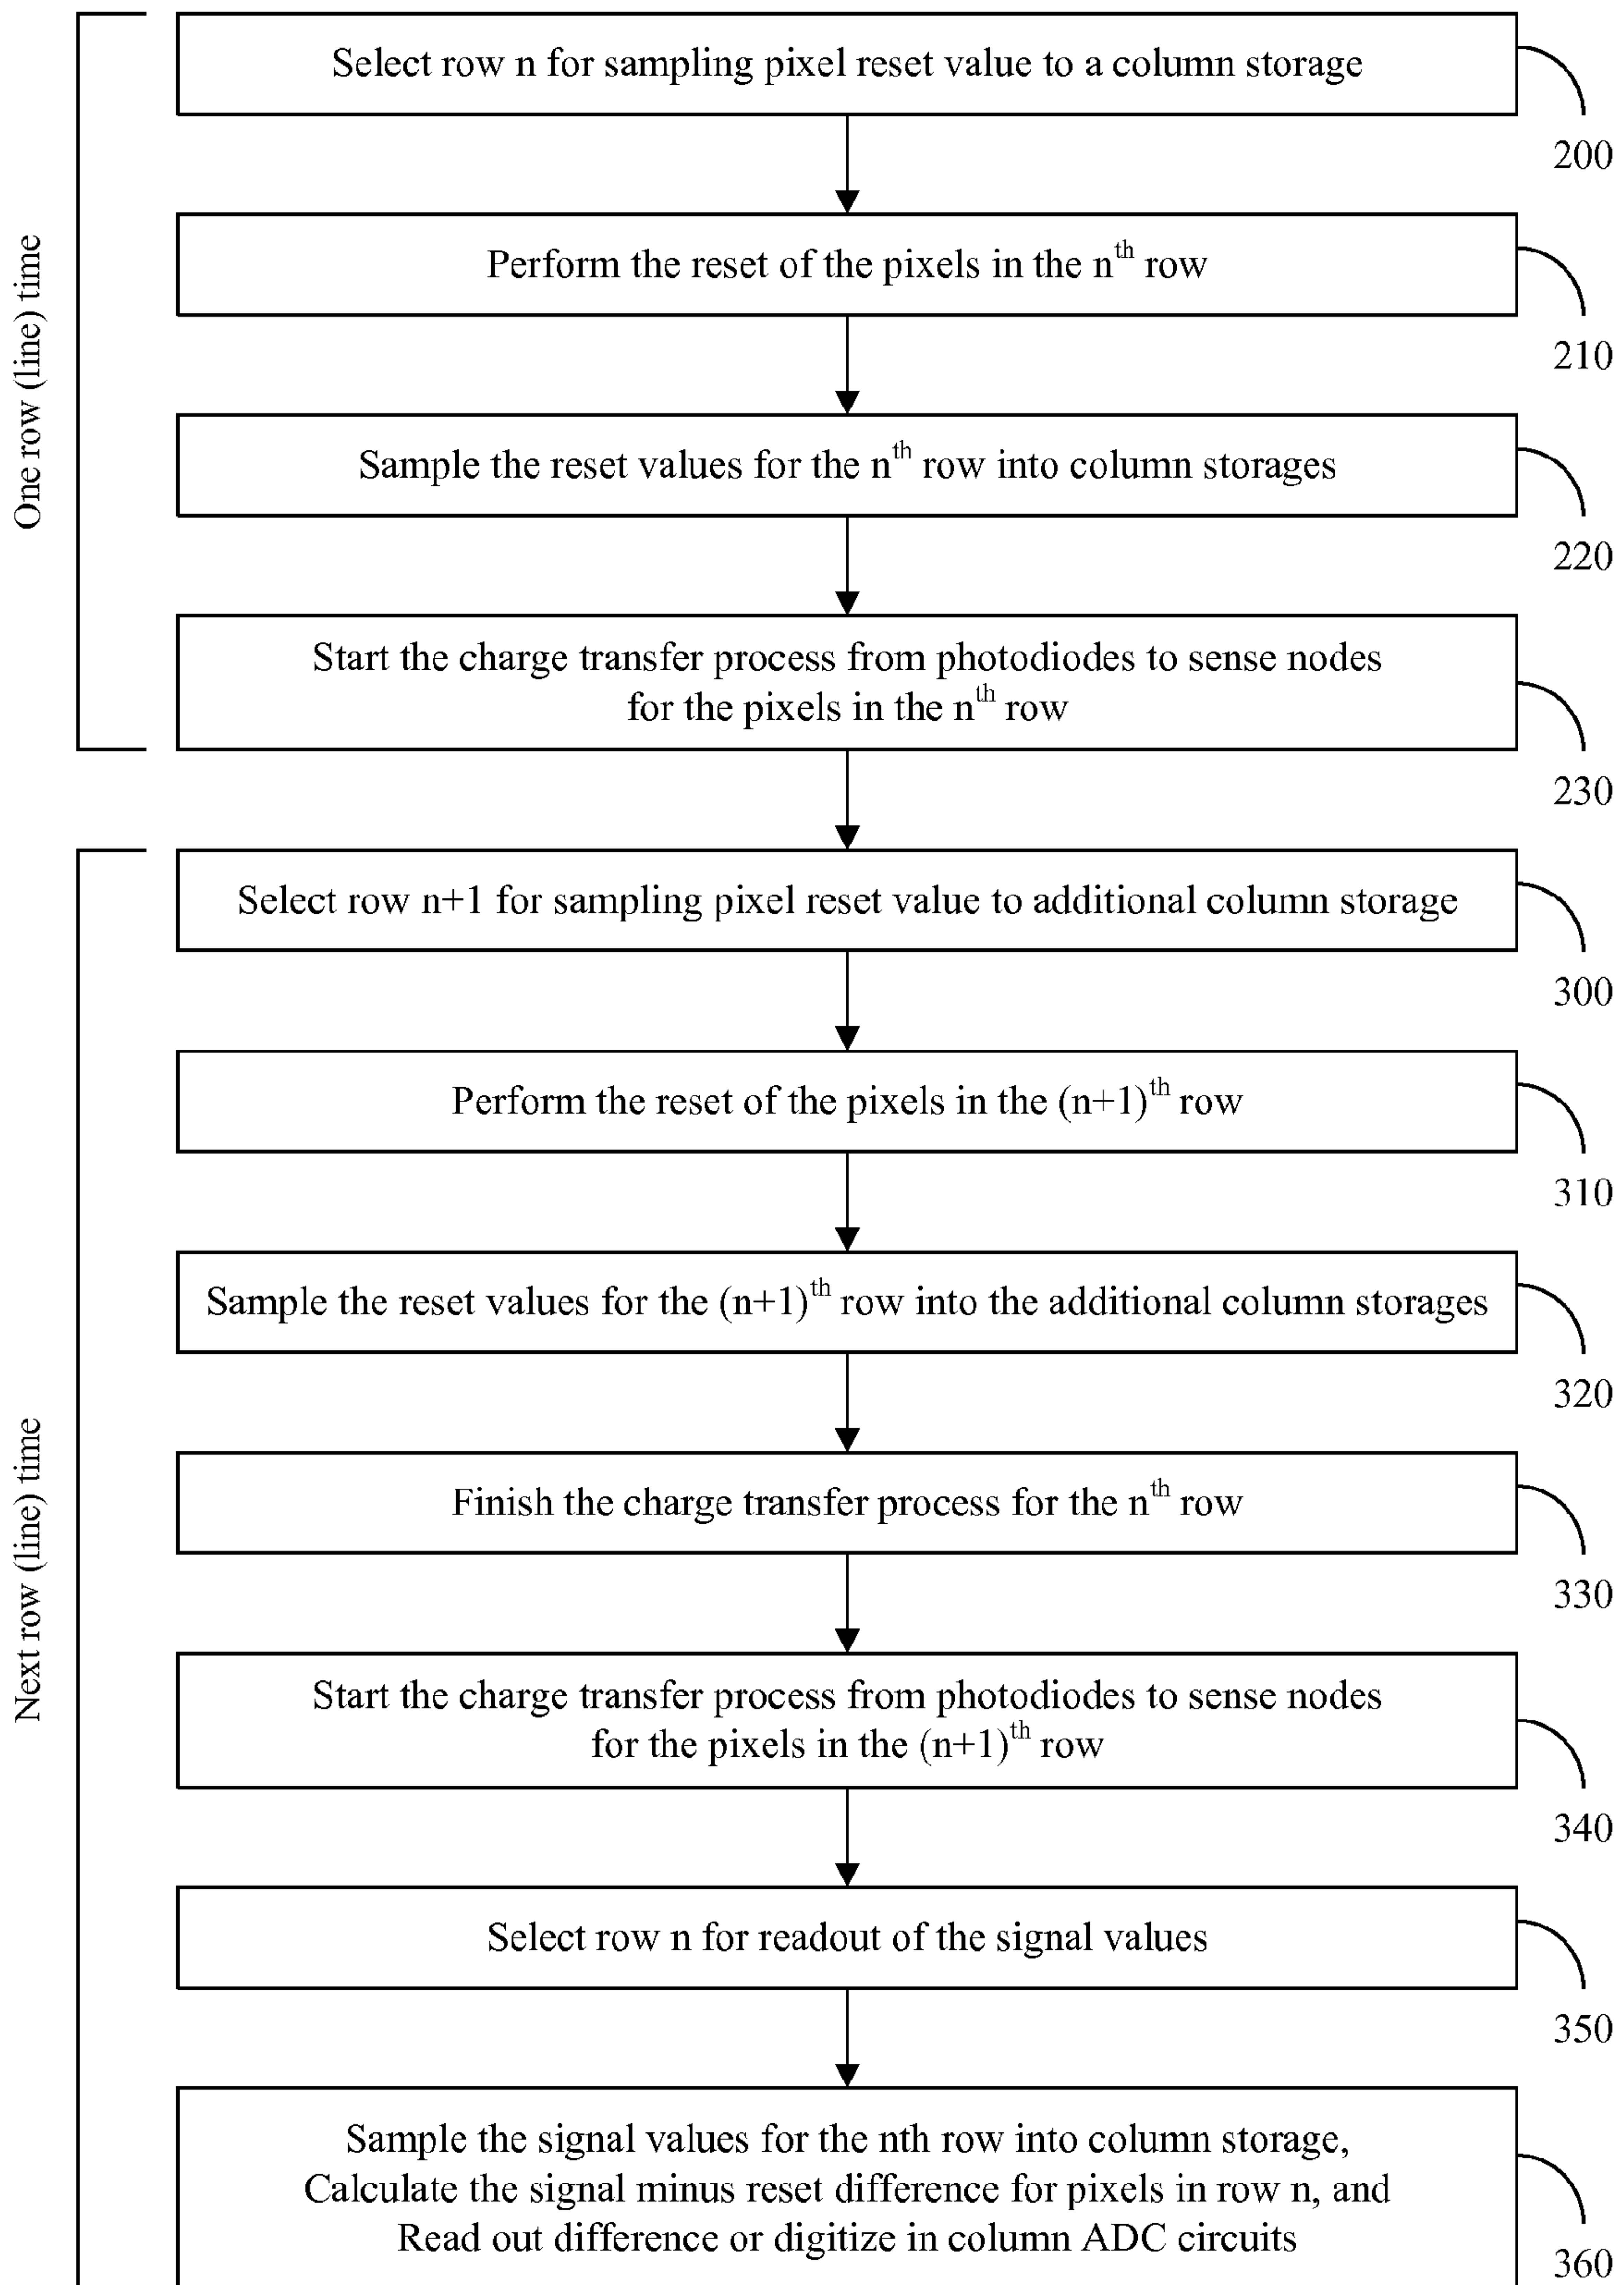 One row (line) time
Select row n for sampling pixel reset value to a column storage
200
Perform the reset of the pixels in the nth row
210
Sample the reset values for the nth row into column storages
220
Start the charge transfer process from photodiodes to sense nodes
for the pixels in the nth row
230
Next row (line) time
Select row n+1 for sampling pixel reset value to additional column storage
300
Perform the reset of the pixels in the (n+1)th row
310
Sample the reset values for the (n+1)th row into the additional column storages
320
Finish the charge transfer process for the nth row
330
Start the charge transfer process from photodiodes to sense nodes
for the pixels in the (n+1)th row
340
Select row n for readout of the signal values
350
Sample the signal values for the nth row into column storage,
Calculate the signal minus reset difference for pixels in row n, and
Read out difference or digitize in column ADC circuits
360